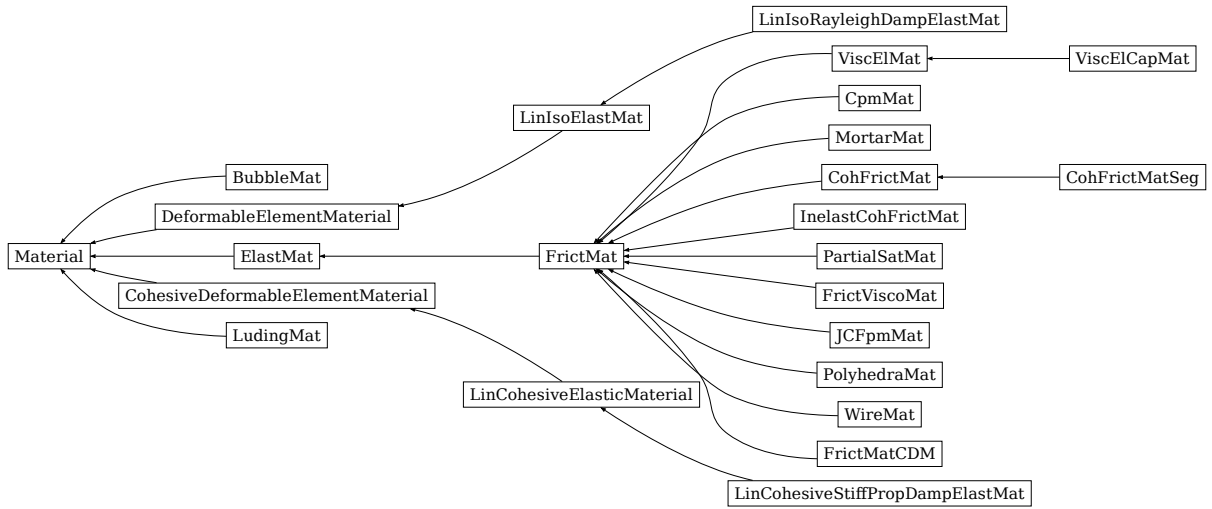 LinIsoRayleighDampElastMat
ViscElMat
ViscElCapMat
CpmMat
LinIsoElastMat
MortarMat
BubbleMat
CohFrictMat
CohFrictMatSeg
DeformableElementMaterial
InelastCohFrictMat
Material
ElastMat
FrictMat
PartialSatMat
CohesiveDeformableElementMaterial
FrictViscoMat
LudingMat
JCFpmMat
PolyhedraMat
LinCohesiveElasticMaterial
WireMat
FrictMatCDM
LinCohesiveStiffPropDampElastMat